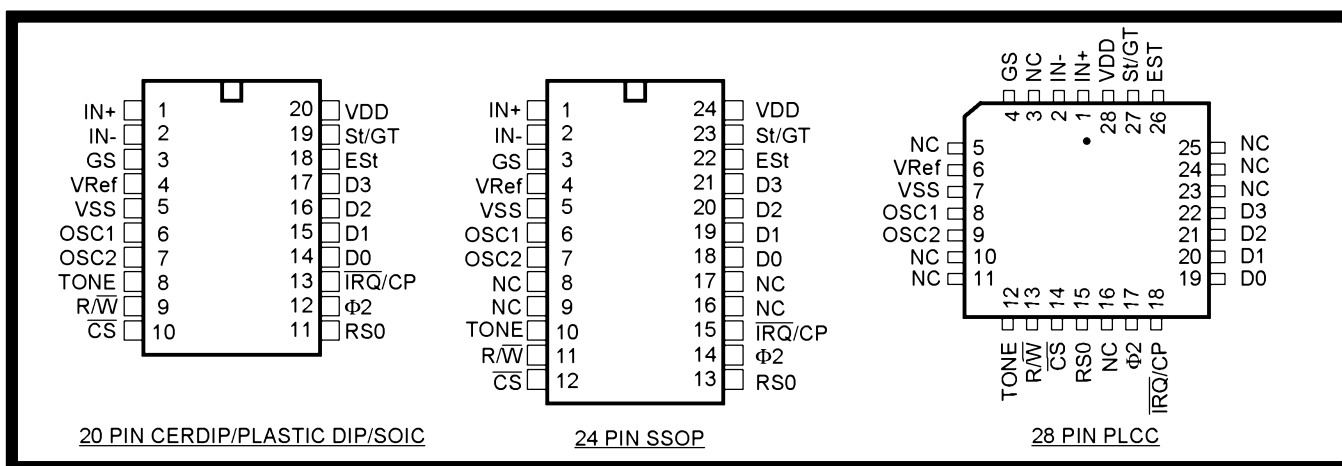 IN+ 1 20 VDD
IN- 2 19 St/GT
GS 3 18 ESt
VRef 4 17 D3
VSS 5 16 D2
OSC1 6 15 D1
OSC2 7 14 D0
TONE 8 13 I̅R̅Q̅/CP
R/W̅ 9 12 Φ2
C̅S̅ 10 11 RS0
20 PIN CERDIP/PLASTIC DIP/SOIC
IN+ 1 24 VDD
IN- 2 23 St/GT
GS 3 22 ESt
VRef 4 21 D3
VSS 5 20 D2
OSC1 6 19 D1
OSC2 7 18 D0
NC 8 17 NC
NC 9 16 NC
TONE 10 15 I̅R̅Q̅/CP
R/W̅ 11 14 Φ2
C̅S̅ 12 13 RS0
24 PIN SSOP
GS NC IN- IN+ VDD St/GT EST
4 3 2 1 28 27 26
NC 5 25 NC
VRef 6 24 NC
VSS 7 23 NC
OSC1 8 22 D3
OSC2 9 21 D2
NC 10 20 D1
NC 11 19 D0
12 13 14 15 16 17 18
TONE R/W̅ C̅S̅ RS0 NC Φ2 I̅R̅Q̅/CP
28 PIN PLCC